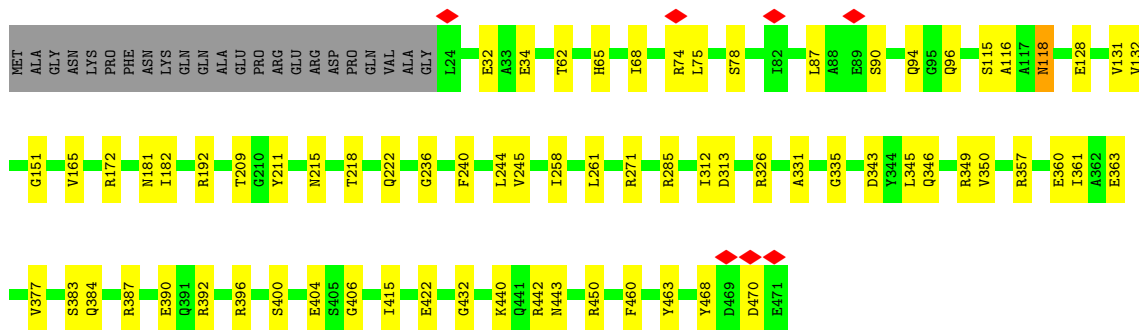 MET ALA GLY ASN LYS PRO PHE ASN LYS GLN GLN ALA GLU PRO ARG GLU ARG ASP PRO GLN VAL ALA GLY L24 E32 A33 E34 T62 H65 I68 R74 L75 S78 I82 L87 A88 E89 S90 Q94 G95 Q96 S115 A116 A117 N118 E128 V131 V132
G151 V165 R172 N181 I182 R192 T209 G210 Y211 N215 T218 Q222 G236 F240 L244 V245 I258 L261 R271 R285 I312 D313 R326 A331 G335 D343 Y344 L345 Q346 R349 V350 R357 E360 I361 A362 E363
V377 S383 Q384 R387 E390 Q391 R392 R396 S400 E404 S405 G406 I415 E422 G432 K440 Q441 R442 N443 R450 F460 Y463 Y468 D469 D470 E471